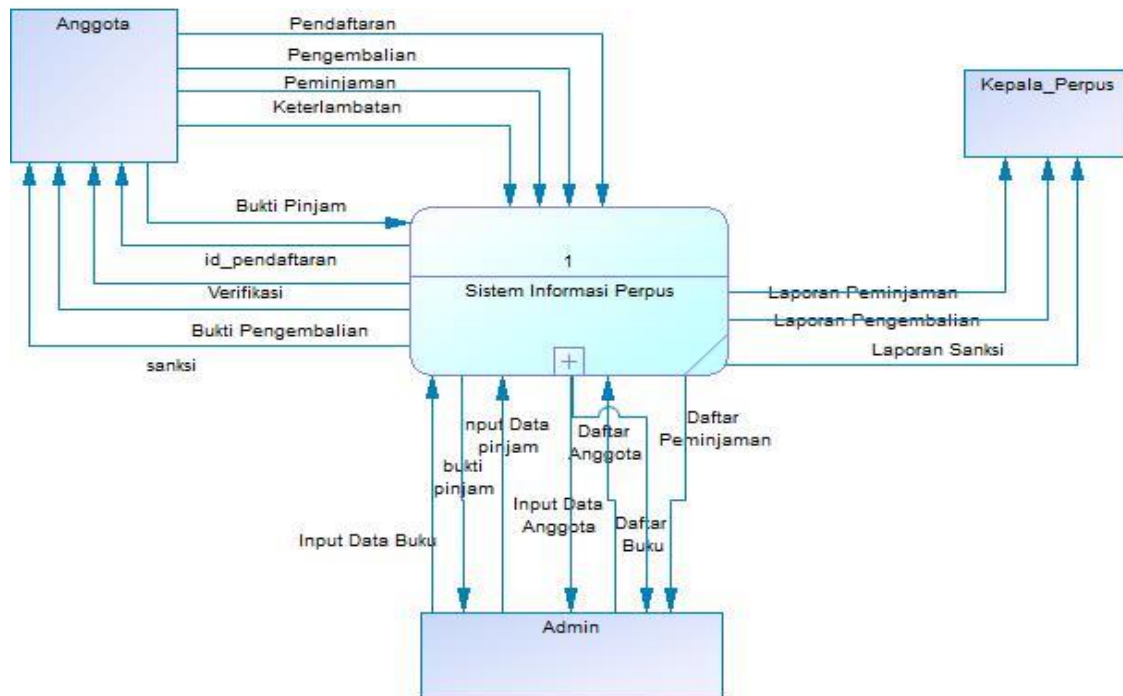 Anggota
Pendaftaran
Pengembalian
Peminjaman
Keterlambatan
Kepala_Perpus
Bukti Pinjam
id_pendaftaran
Verifikasi
Bukti Pengembalian
sanksi
1
Sistem Informasi Perpus
Laporan Peminjaman
Laporan Pengembalian
Laporan Sanksi
Input Data Buku
bukti
pinjam
nput Data
pinjam
Input Data
Anggota
Daftar
Anggota
Daftar
Buku
Daftar
Peminjaman
Admin